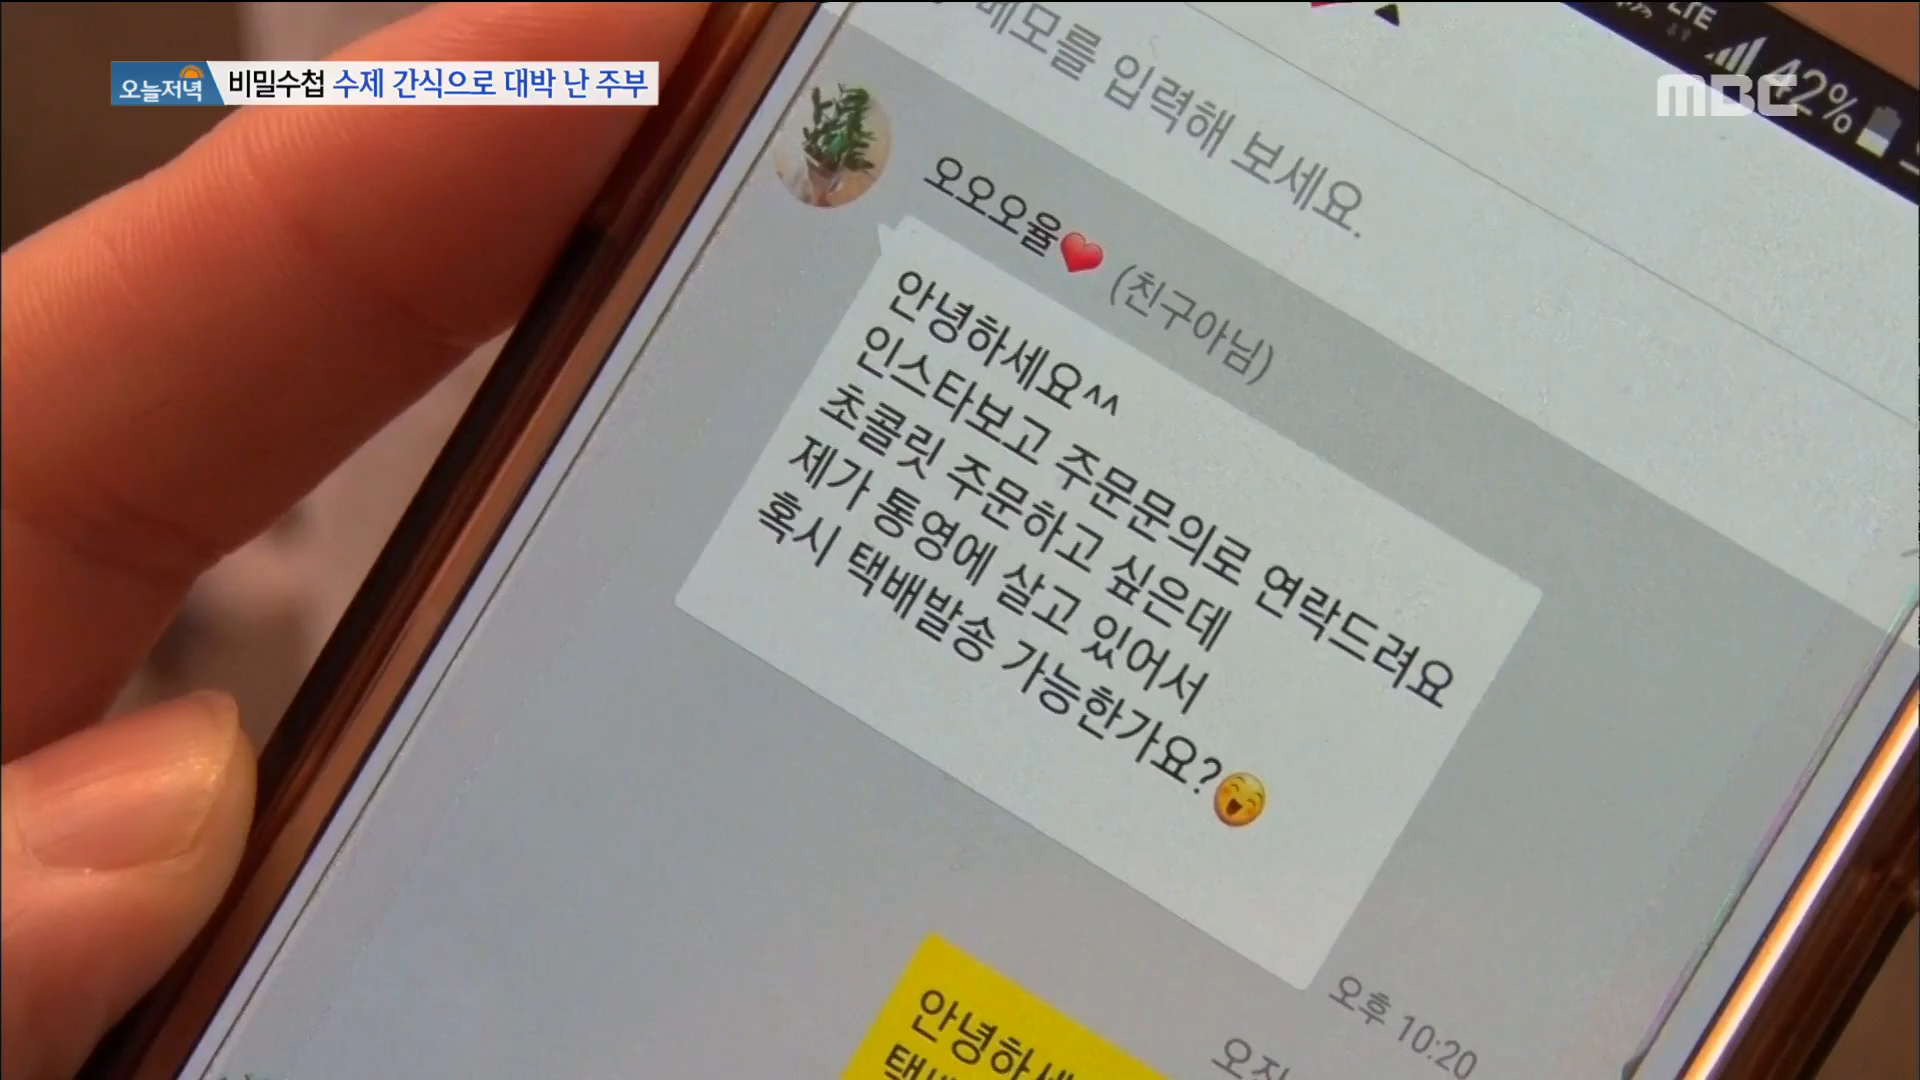 오늘저녁 비밀수첩 수제 간식으로 대박 난 주부
MBC
LTE 42%
메모를 입력해 보세요.
오오오율❤️ (친구아님)
안녕하세요^^
인스타보고 주문문의로 연락드려요
초콜릿 주문하고 싶은데
제가 통영에 살고 있어서
혹시 택배발송 가능한가요?😄
오후 10:20
안녕하세
오전